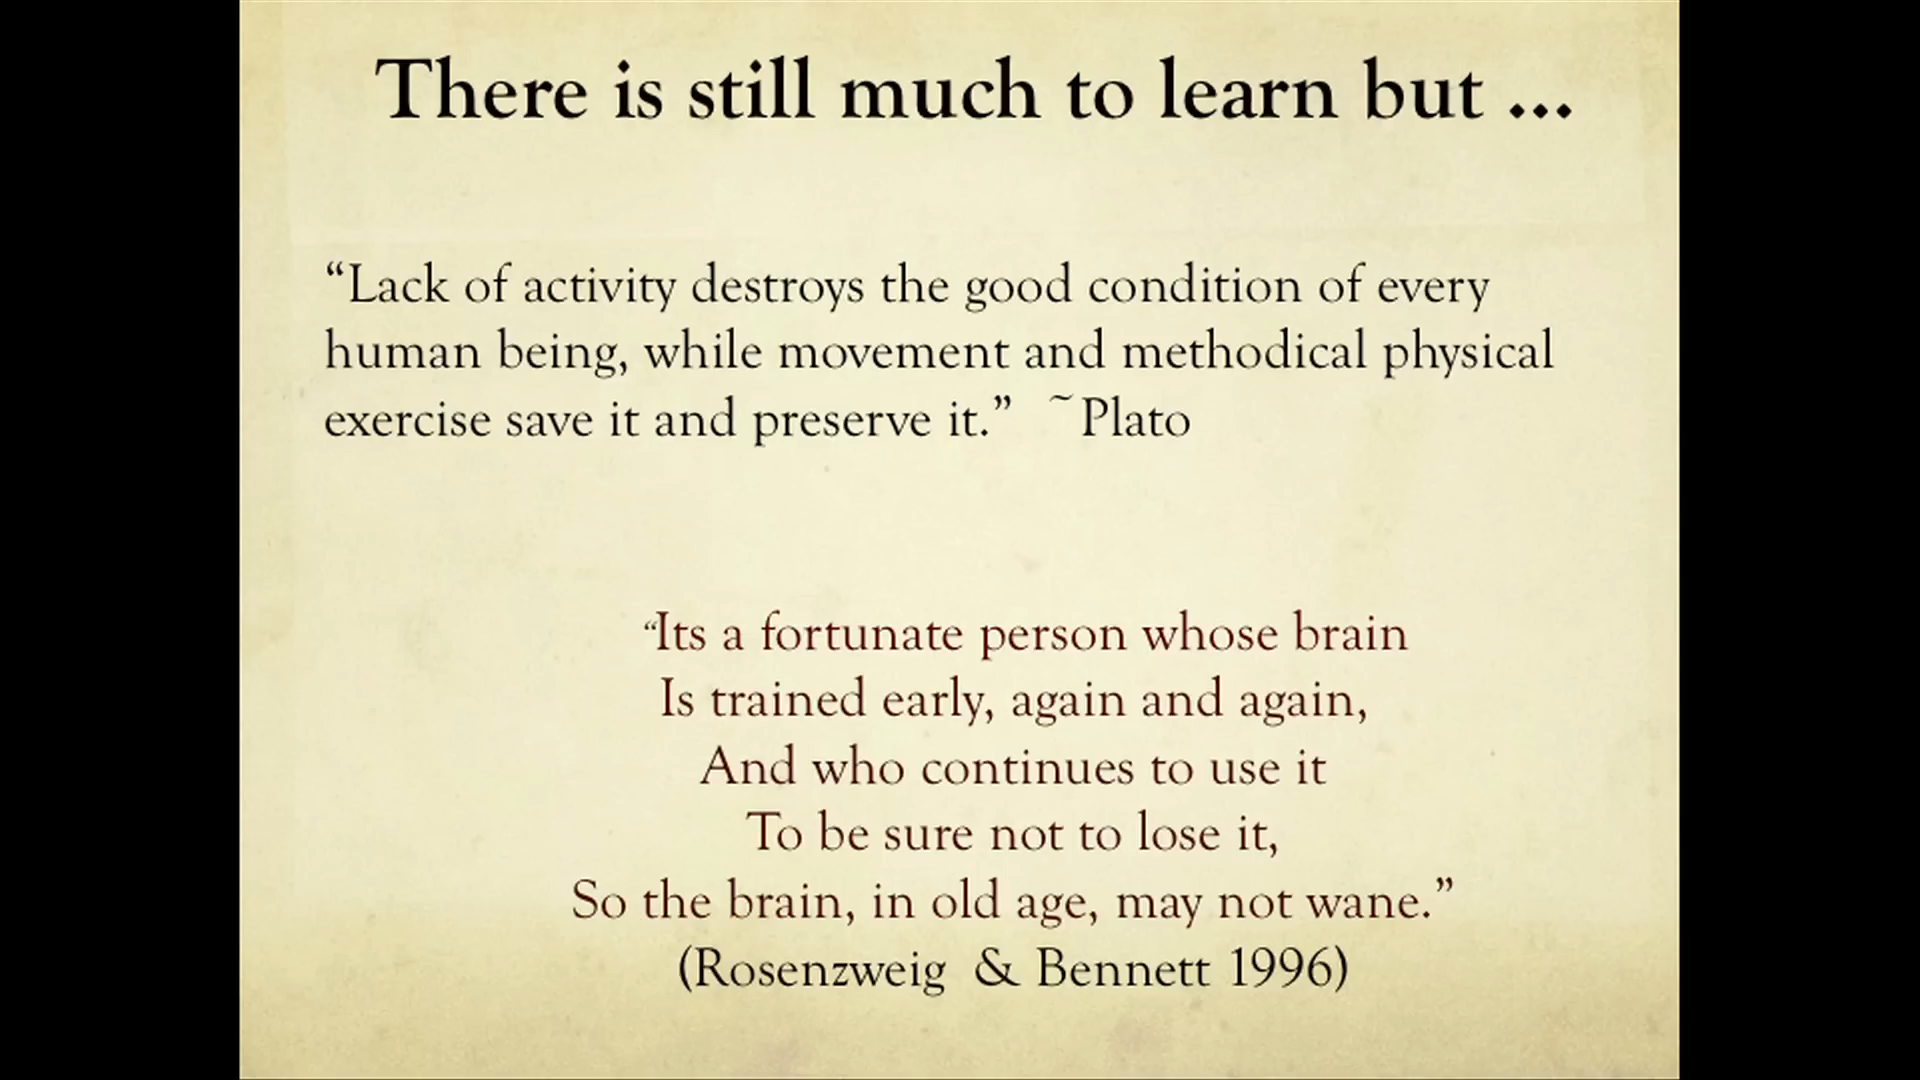 There is still much to learn but ...
“Lack of activity destroys the good condition of every
human being, while movement and methodical physical
exercise save it and preserve it.” ~Plato
“Its a fortunate person whose brain
Is trained early, again and again,
And who continues to use it
To be sure not to lose it,
So the brain, in old age, may not wane.”
(Rosenzweig & Bennett 1996)